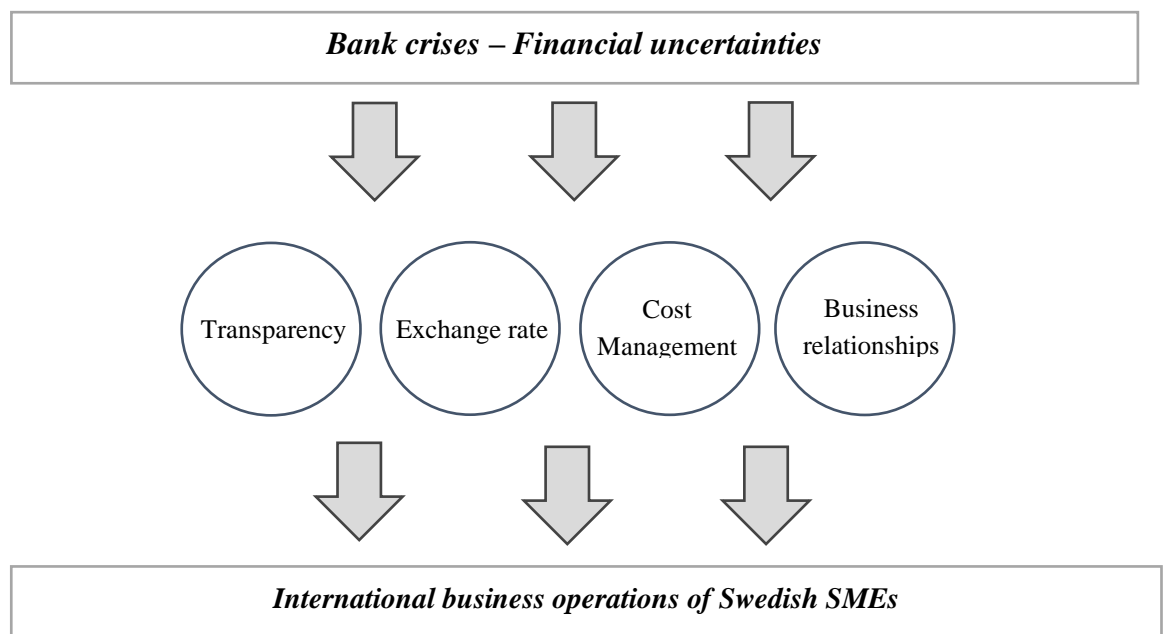 Bank crises – Financial uncertainties
Transparency
Exchange rate
Cost
Management
Business
relationships
International business operations of Swedish SMEs